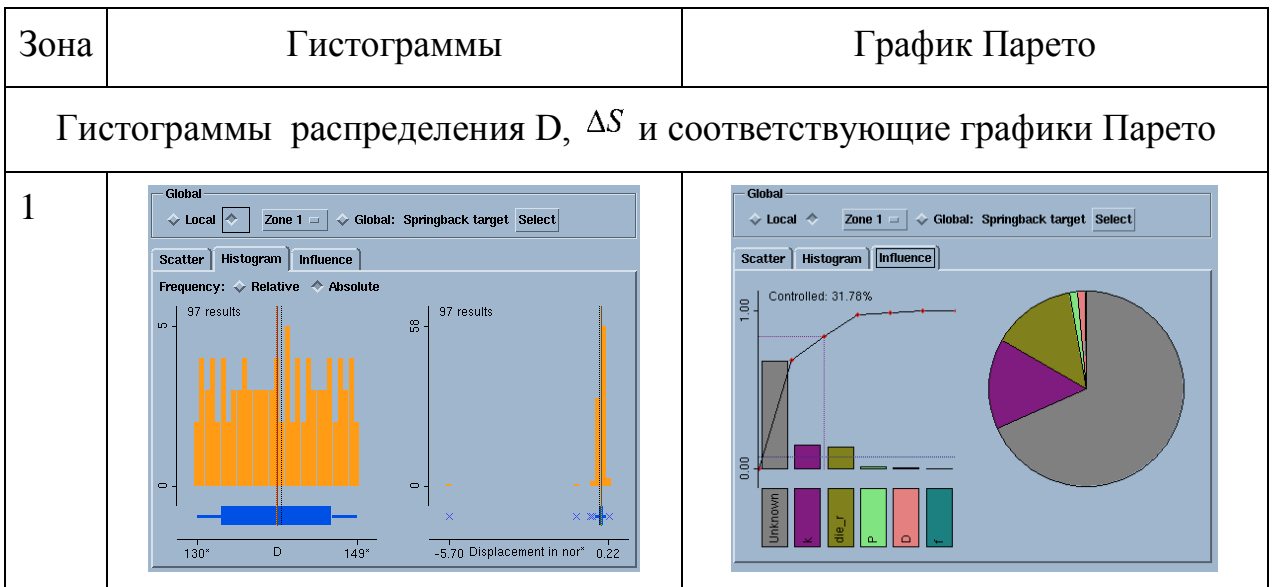 Зона Гистограммы График Парето
Гистограммы распределения D, ΔS и соответствующие графики Парето
1
Global
Local Zone 1 Global: Springback target Select
Scatter Histogram Influence
Frequency: Relative Absolute
97 results 97 results
5 58
0 0
130* D 149* -5.70 Displacement in nor* 0.22
Global
Local Zone 1 Global: Springback target Select
Scatter Histogram Influence
Controlled: 31.78%
1.00
0.00
Unknown k die_r P D f